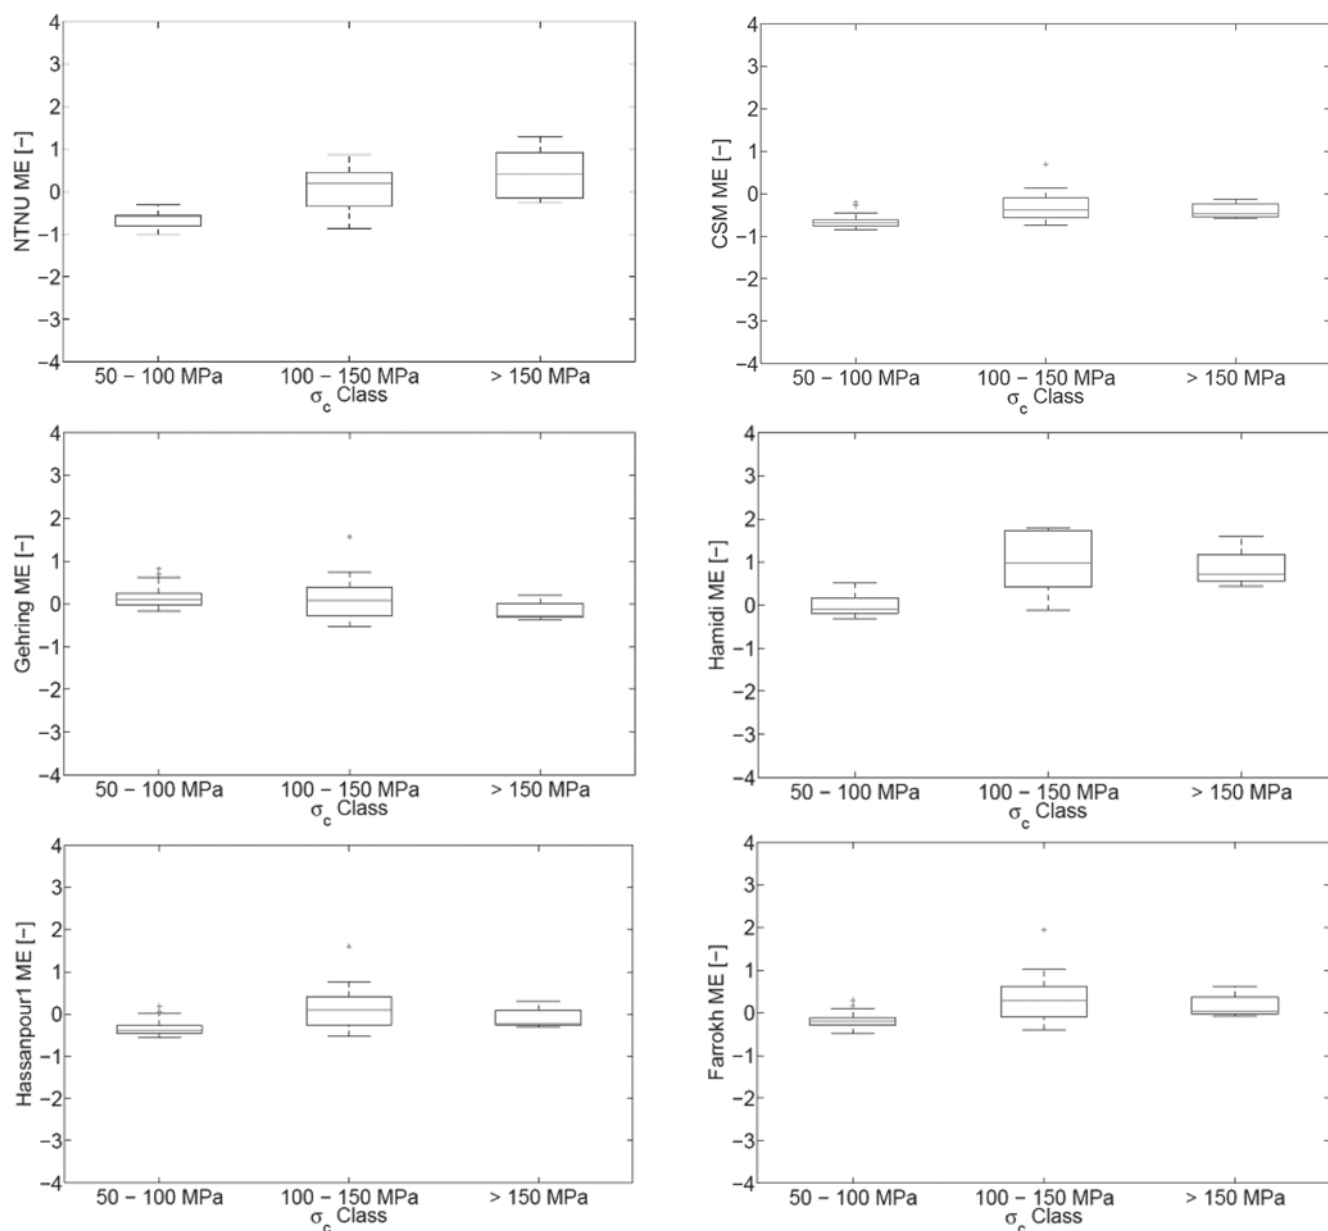 4
3
2
1
0
−1
−2
−3
−4
NTNU ME [−]
50 − 100 MPa
100 − 150 MPa
> 150 MPa
σc Class
4
3
2
1
0
−1
−2
−3
−4
CSM ME [−]
50 − 100 MPa
100 − 150 MPa
> 150 MPa
σc Class
4
3
2
1
0
−1
−2
−3
−4
Gehring ME [−]
50 − 100 MPa
100 − 150 MPa
> 150 MPa
σc Class
4
3
2
1
0
−1
−2
−3
−4
Hamidi ME [−]
50 − 100 MPa
100 − 150 MPa
> 150 MPa
σc Class
4
3
2
1
0
−1
−2
−3
−4
Hassanpour1 ME [−]
50 − 100 MPa
100 − 150 MPa
> 150 MPa
σc Class
4
3
2
1
0
−1
−2
−3
−4
Farrokh ME [−]
50 − 100 MPa
100 − 150 MPa
> 150 MPa
σc Class